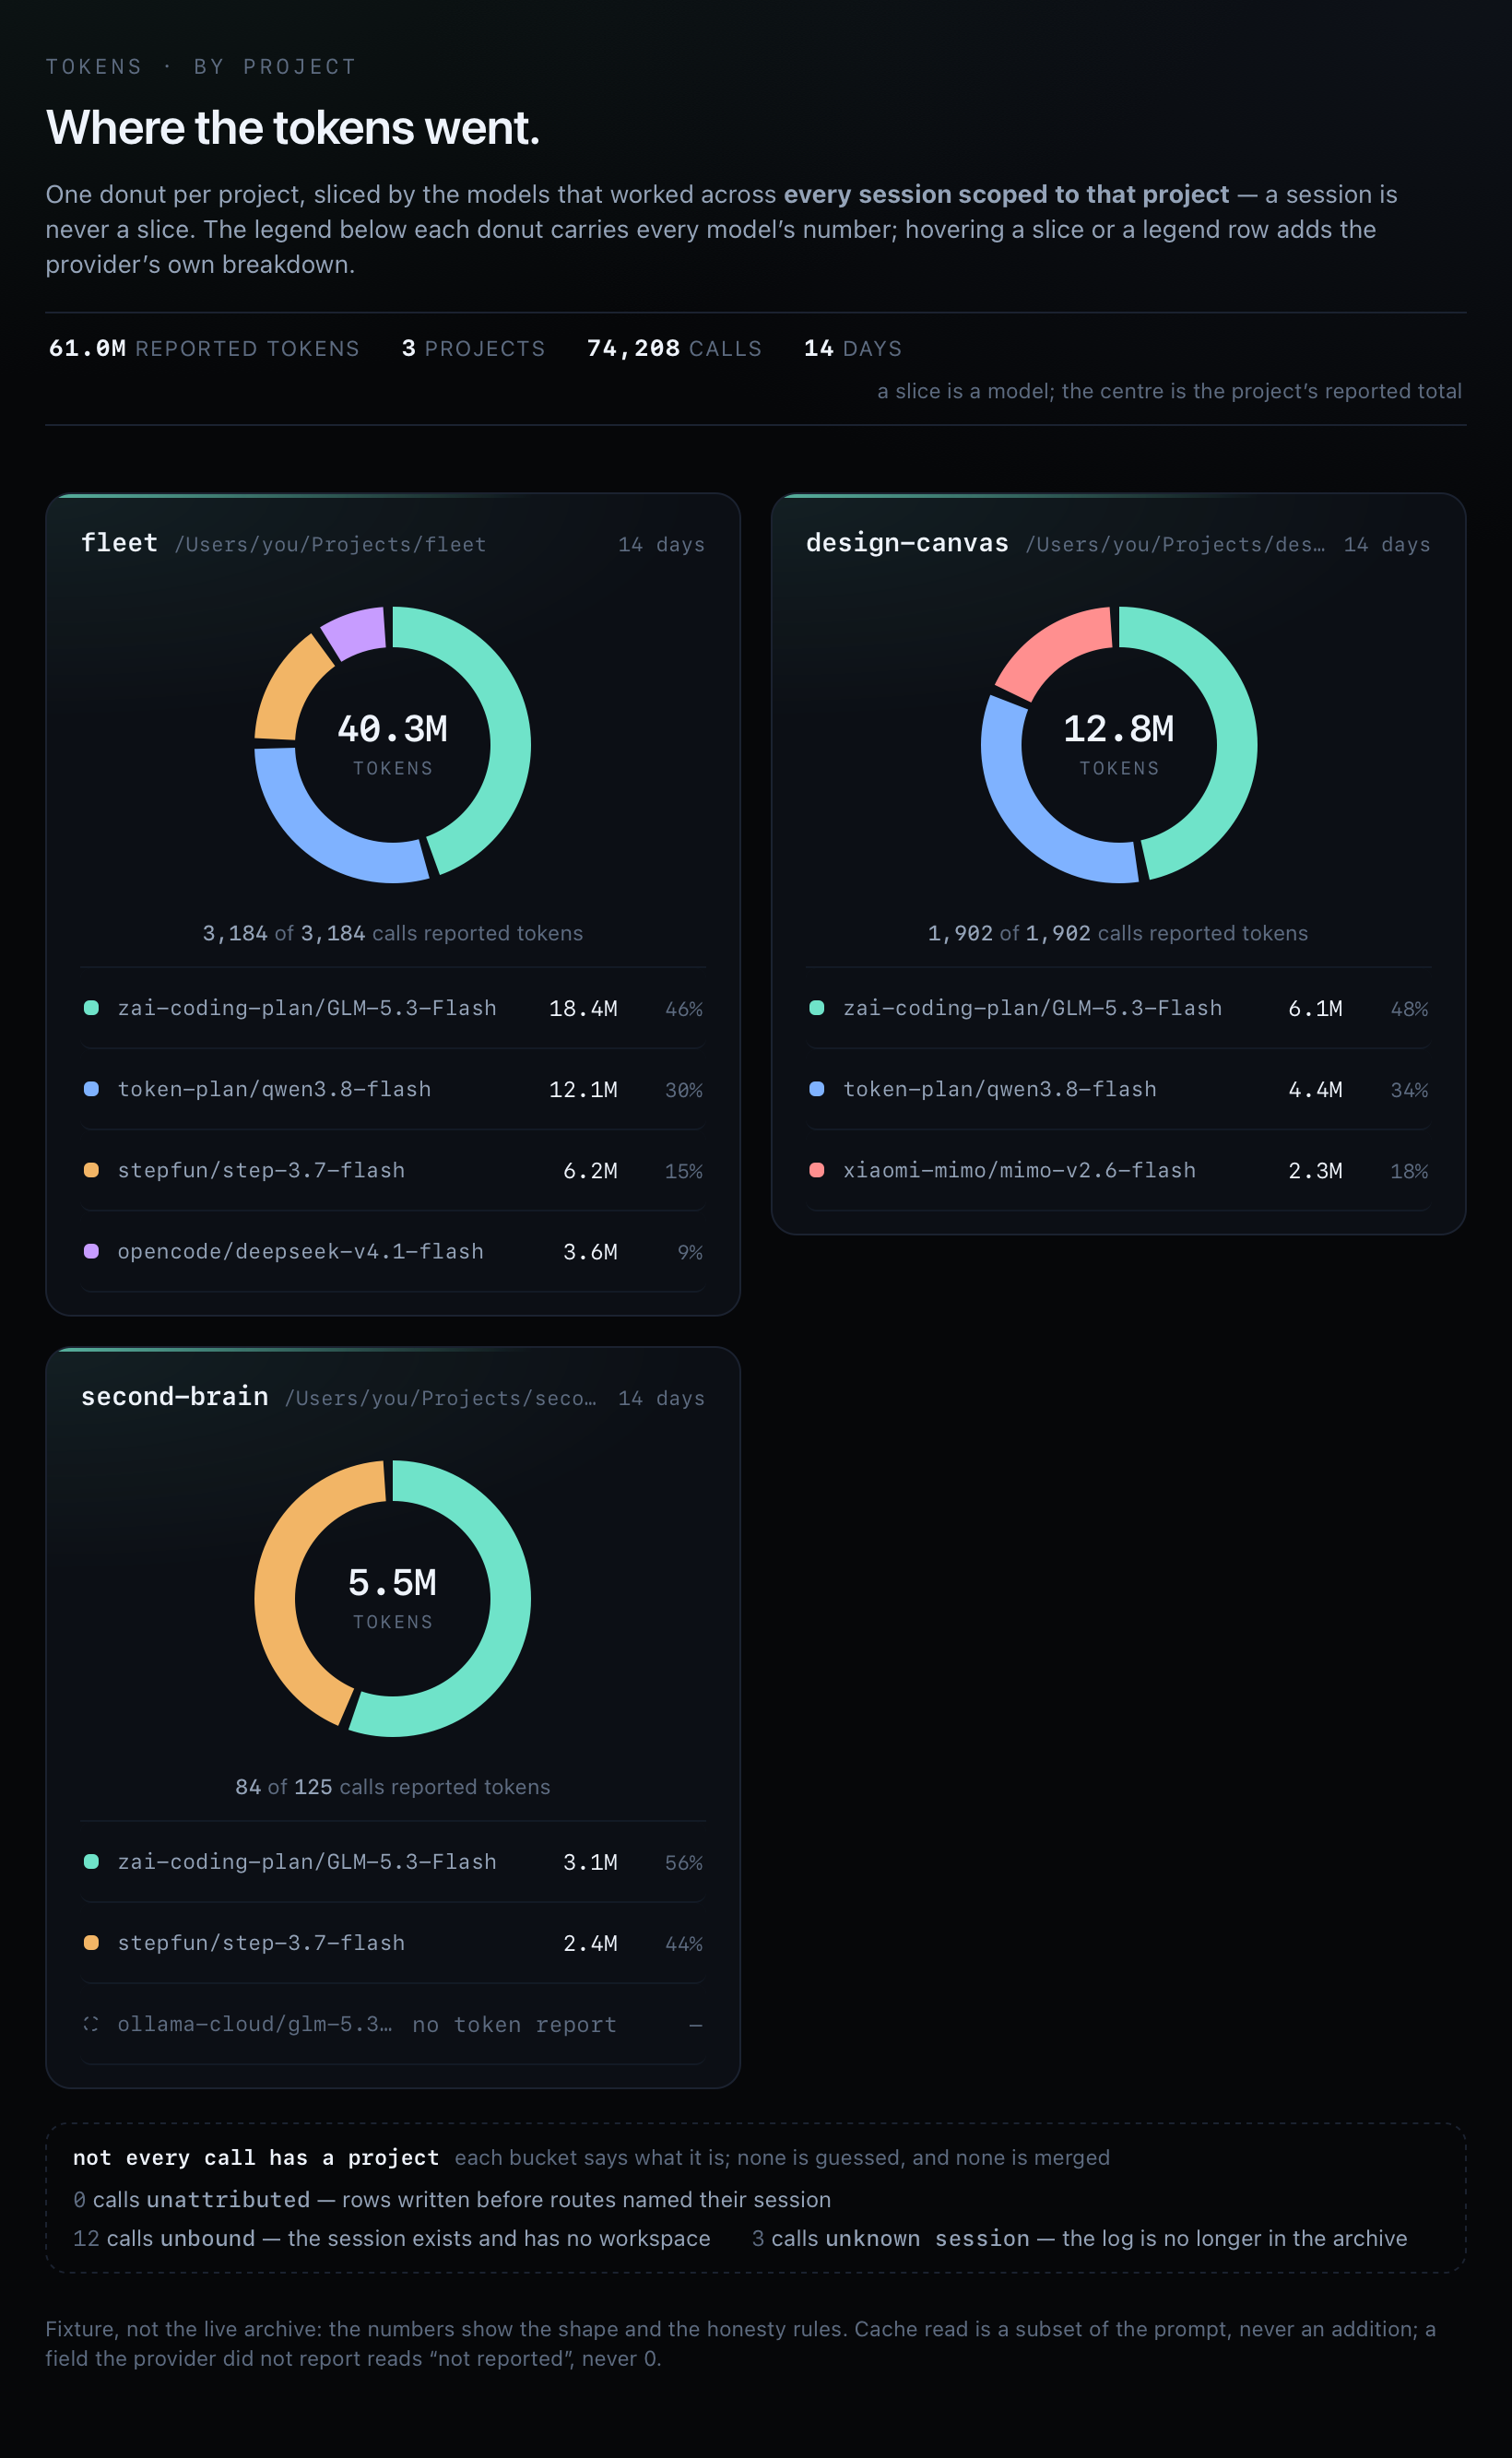 TOKENS · BY PROJECT
Where the tokens went.
One donut per project, sliced by the models that worked across every session scoped to that project — a session is
never a slice. The legend below each donut carries every model’s number; hovering a slice or a legend row adds the
provider’s own breakdown.
61.0M REPORTED TOKENS 3 PROJECTS 74,208 CALLS 14 DAYS
a slice is a model; the centre is the project’s reported total
fleet /Users/you/Projects/fleet 14 days
40.3M
TOKENS
3,184 of 3,184 calls reported tokens
zai-coding-plan/GLM-5.3-Flash 18.4M 46%
token-plan/qwen3.8-flash 12.1M 30%
stepfun/step-3.7-flash 6.2M 15%
opencode/deepseek-v4.1-flash 3.6M 9%
design-canvas /Users/you/Projects/des… 14 days
12.8M
TOKENS
1,902 of 1,902 calls reported tokens
zai-coding-plan/GLM-5.3-Flash 6.1M 48%
token-plan/qwen3.8-flash 4.4M 34%
xiaomi-mimo/mimo-v2.6-flash 2.3M 18%
second-brain /Users/you/Projects/seco… 14 days
5.5M
TOKENS
84 of 125 calls reported tokens
zai-coding-plan/GLM-5.3-Flash 3.1M 56%
stepfun/step-3.7-flash 2.4M 44%
ollama-cloud/glm-5.3… no token report —
not every call has a project each bucket says what it is; none is guessed, and none is merged
0 calls unattributed — rows written before routes named their session
12 calls unbound — the session exists and has no workspace 3 calls unknown session — the log is no longer in the archive
Fixture, not the live archive: the numbers show the shape and the honesty rules. Cache read is a subset of the prompt, never an addition; a
field the provider did not report reads “not reported”, never 0.